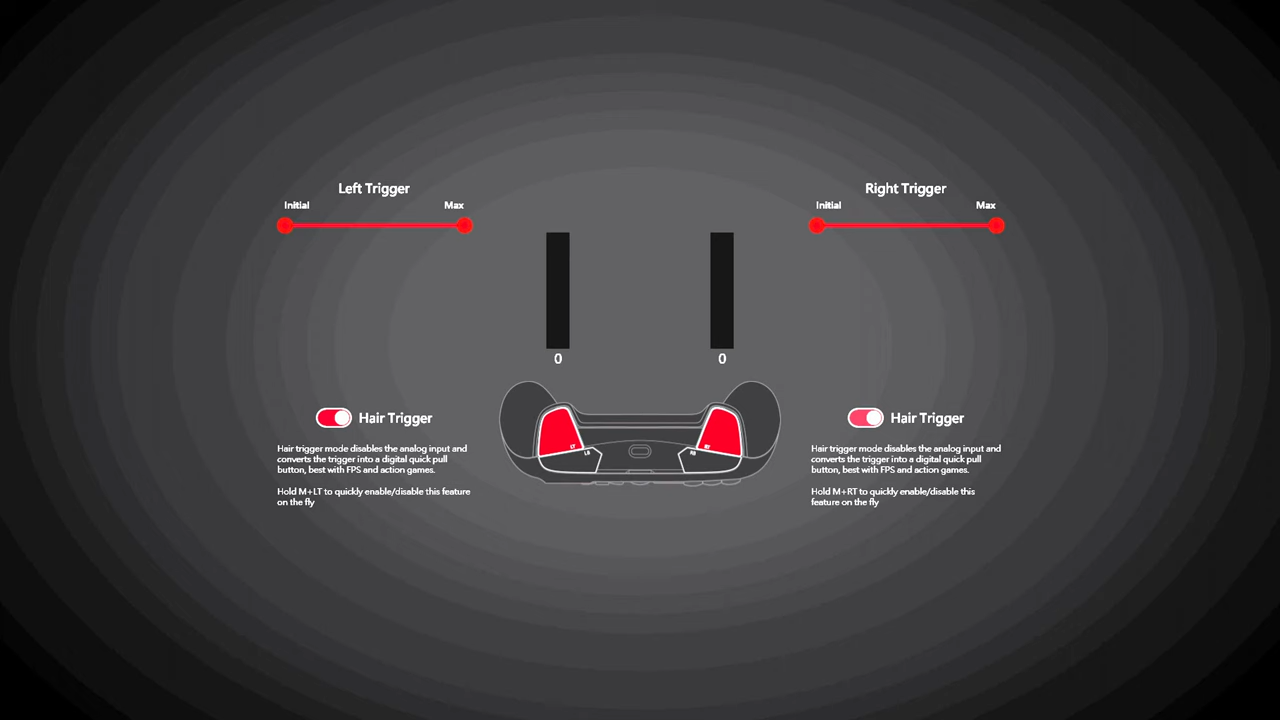 Left Trigger
Initial Max
Right Trigger
Initial Max
0
0
Hair Trigger
Hair trigger mode disables the analog input and
converts the trigger into a digital quick pull
button, best with FPS and action games.
Hold M+LT to quickly enable/disable this feature
on the fly
LT
LB
RT
RB
Hair Trigger
Hair trigger mode disables the analog input and
converts the trigger into a digital quick pull
button, best with FPS and action games.
Hold M+RT to quickly enable/disable this
feature on the fly